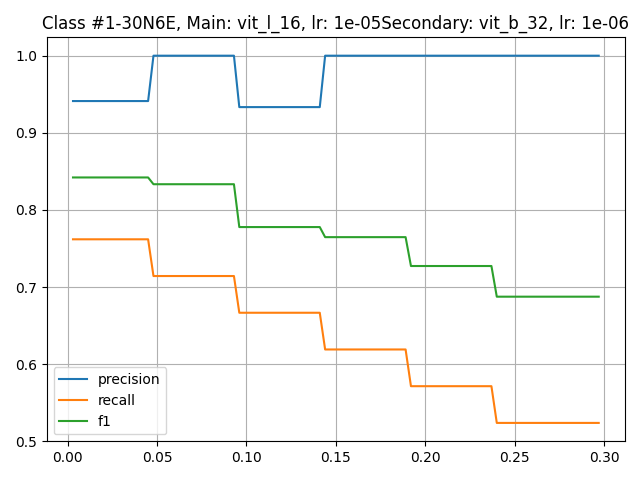 Class #1-30N6E, Main: vit_l_16, lr: 1e-05Secondary: vit_b_32, lr: 1e-06
1.0
0.9
0.8
0.7
0.6
0.5
precision
recall
f1
0.00 0.05 0.10 0.15 0.20 0.25 0.30